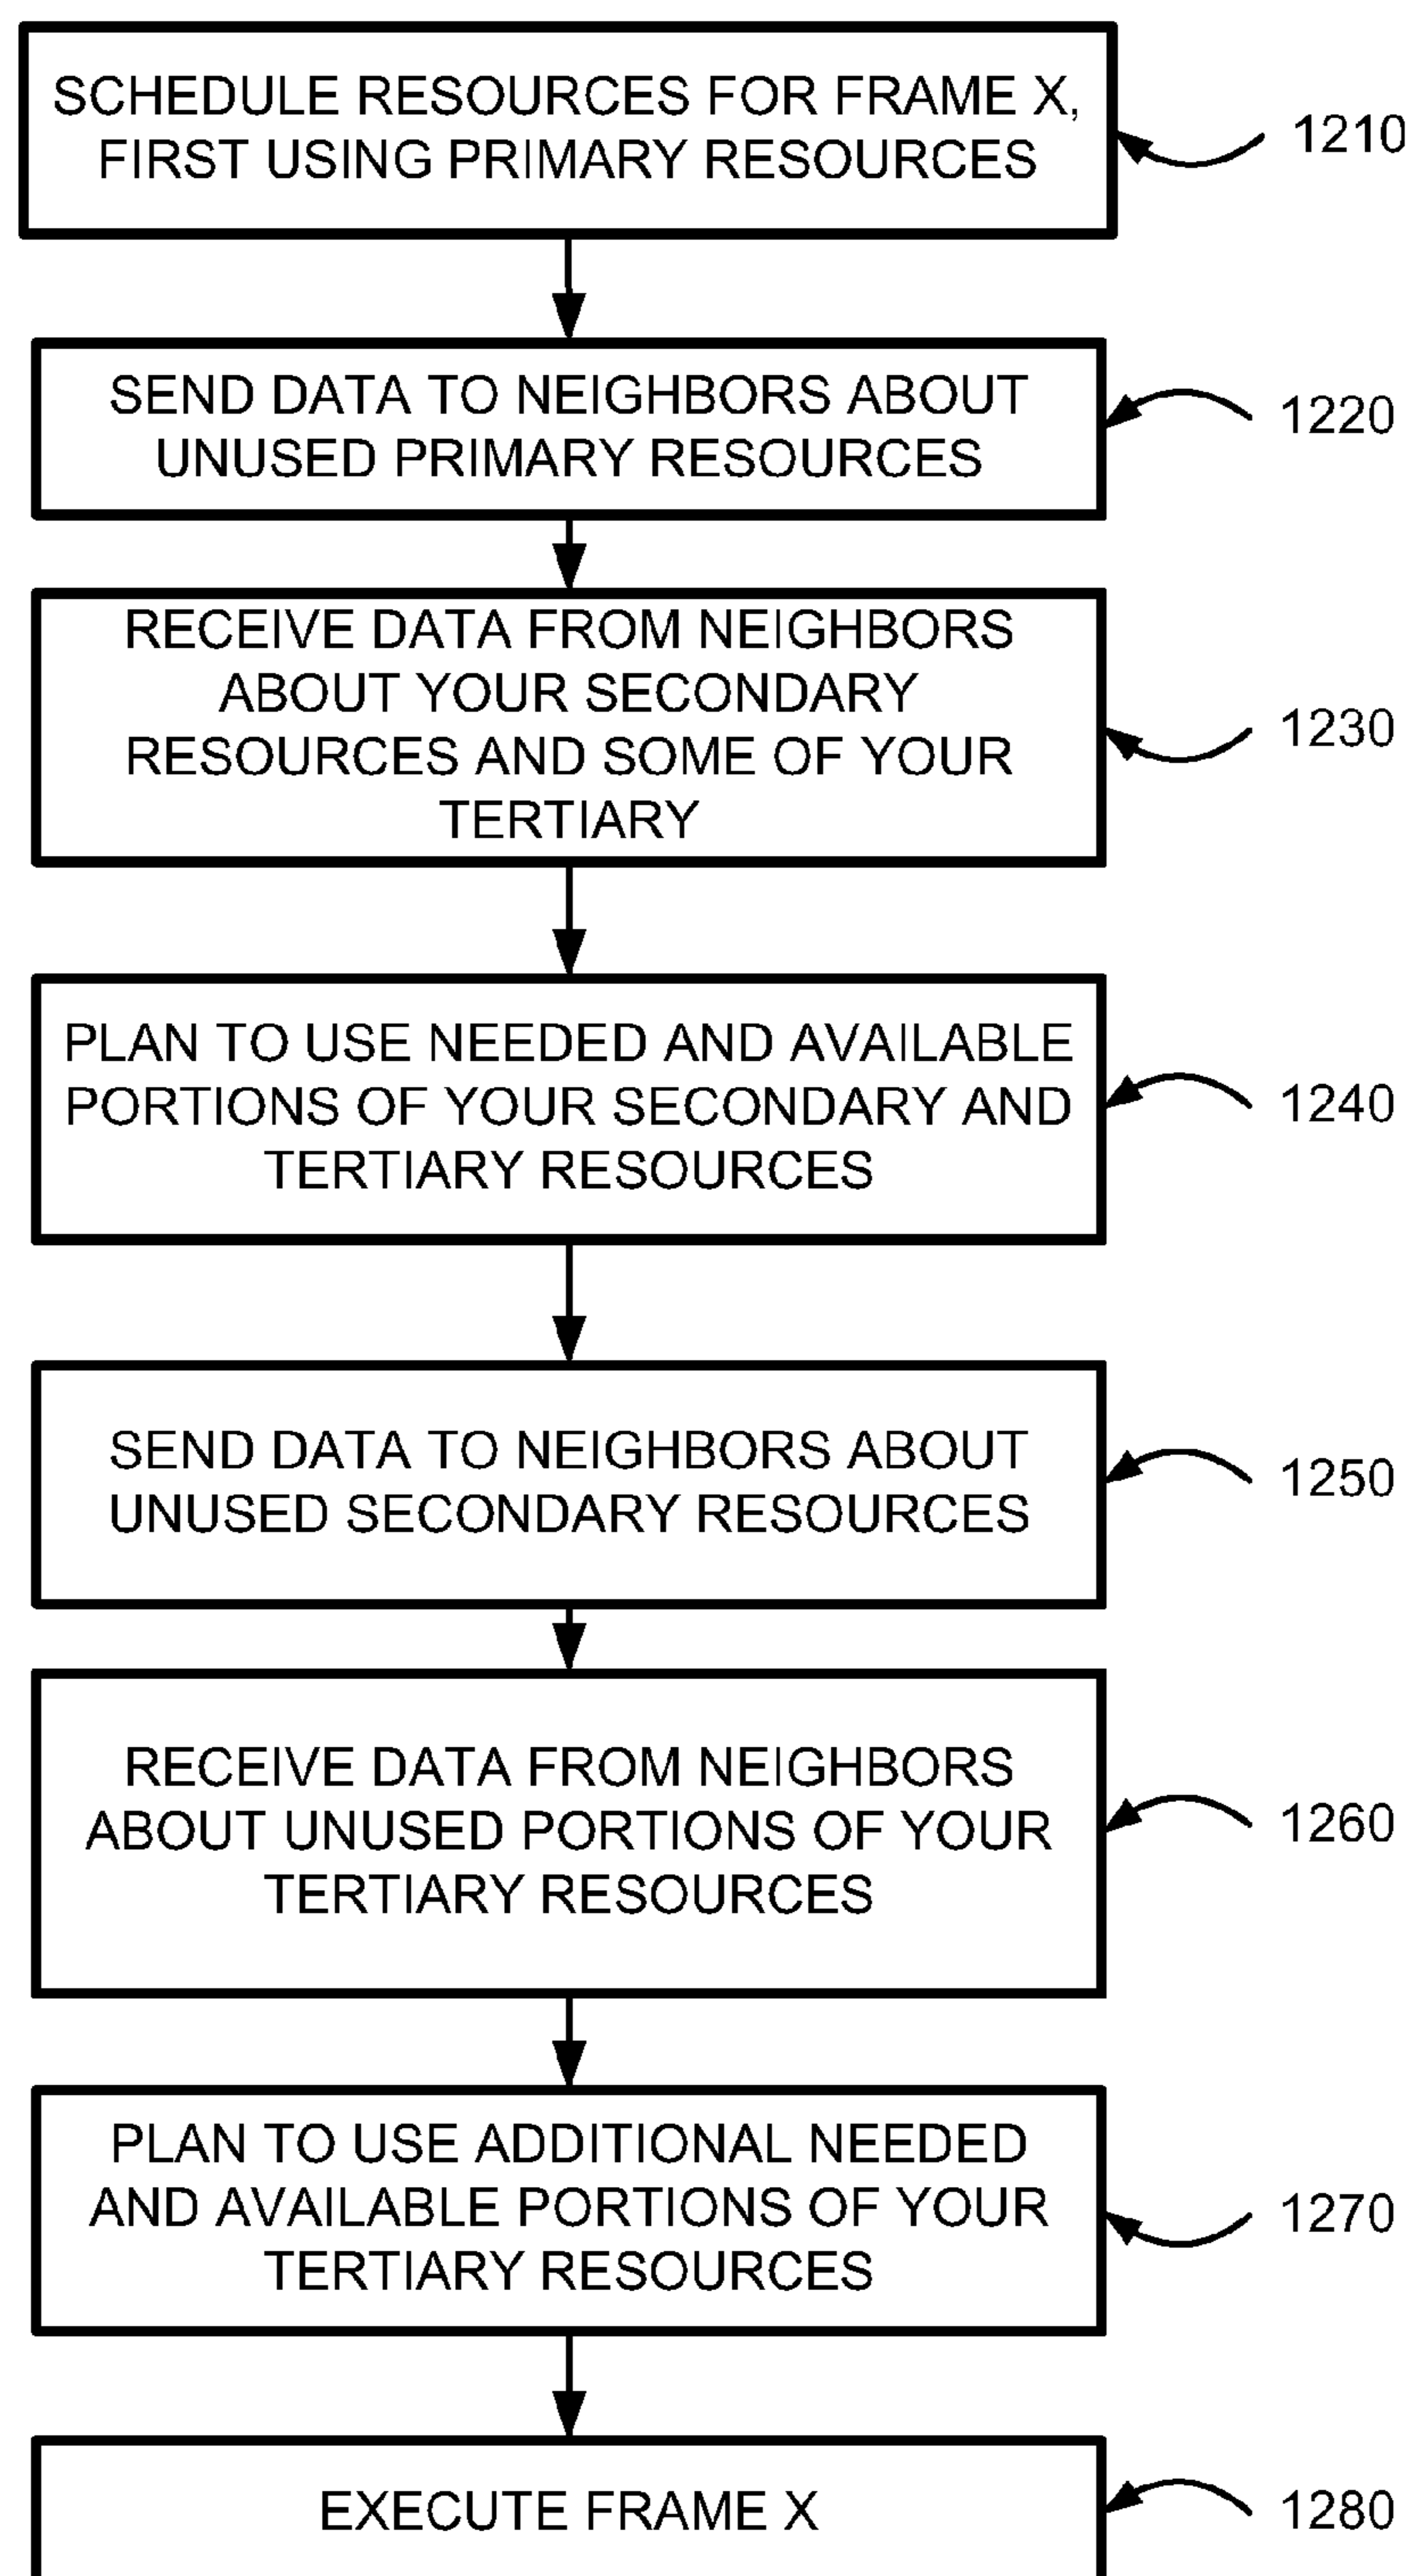 SCHEDULE RESOURCES FOR FRAME X,
FIRST USING PRIMARY RESOURCES
1210
SEND DATA TO NEIGHBORS ABOUT
UNUSED PRIMARY RESOURCES
1220
RECEIVE DATA FROM NEIGHBORS
ABOUT YOUR SECONDARY
RESOURCES AND SOME OF YOUR
TERTIARY
1230
PLAN TO USE NEEDED AND AVAILABLE
PORTIONS OF YOUR SECONDARY AND
TERTIARY RESOURCES
1240
SEND DATA TO NEIGHBORS ABOUT
UNUSED SECONDARY RESOURCES
1250
RECEIVE DATA FROM NEIGHBORS
ABOUT UNUSED PORTIONS OF YOUR
TERTIARY RESOURCES
1260
PLAN TO USE ADDITIONAL NEEDED
AND AVAILABLE PORTIONS OF YOUR
TERTIARY RESOURCES
1270
EXECUTE FRAME X
1280